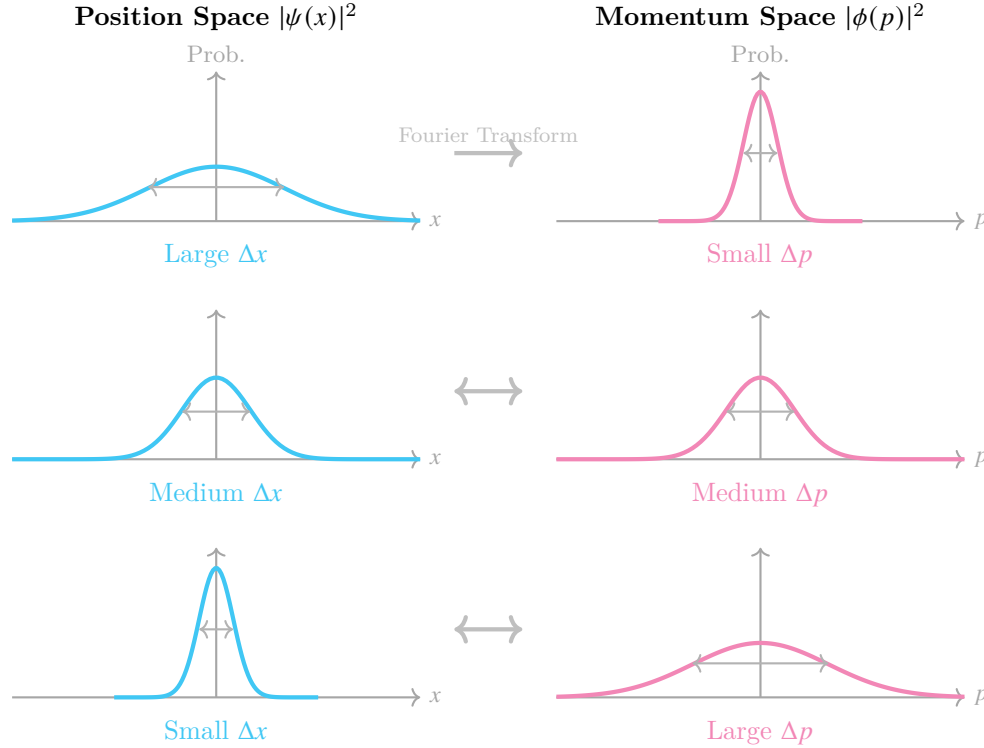 Position Space |ψ(x)|²
Momentum Space |ϕ(p)|²
Prob.
Prob.
Fourier Transform
x
p
Large Δx
Small Δp
x
p
Medium Δx
Medium Δp
x
p
Small Δx
Large Δp